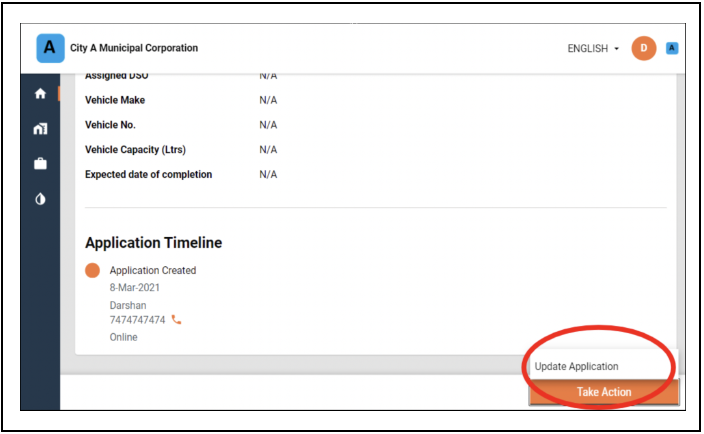 A City A Municipal Corporation ENGLISH D A
Assigned DSO N/A
Vehicle Make N/A
Vehicle No. N/A
Vehicle Capacity (Ltrs) N/A
Expected date of completion N/A
Application Timeline
Application Created
8-Mar-2021
Darshan
7474747474
Online
Update Application
Take Action